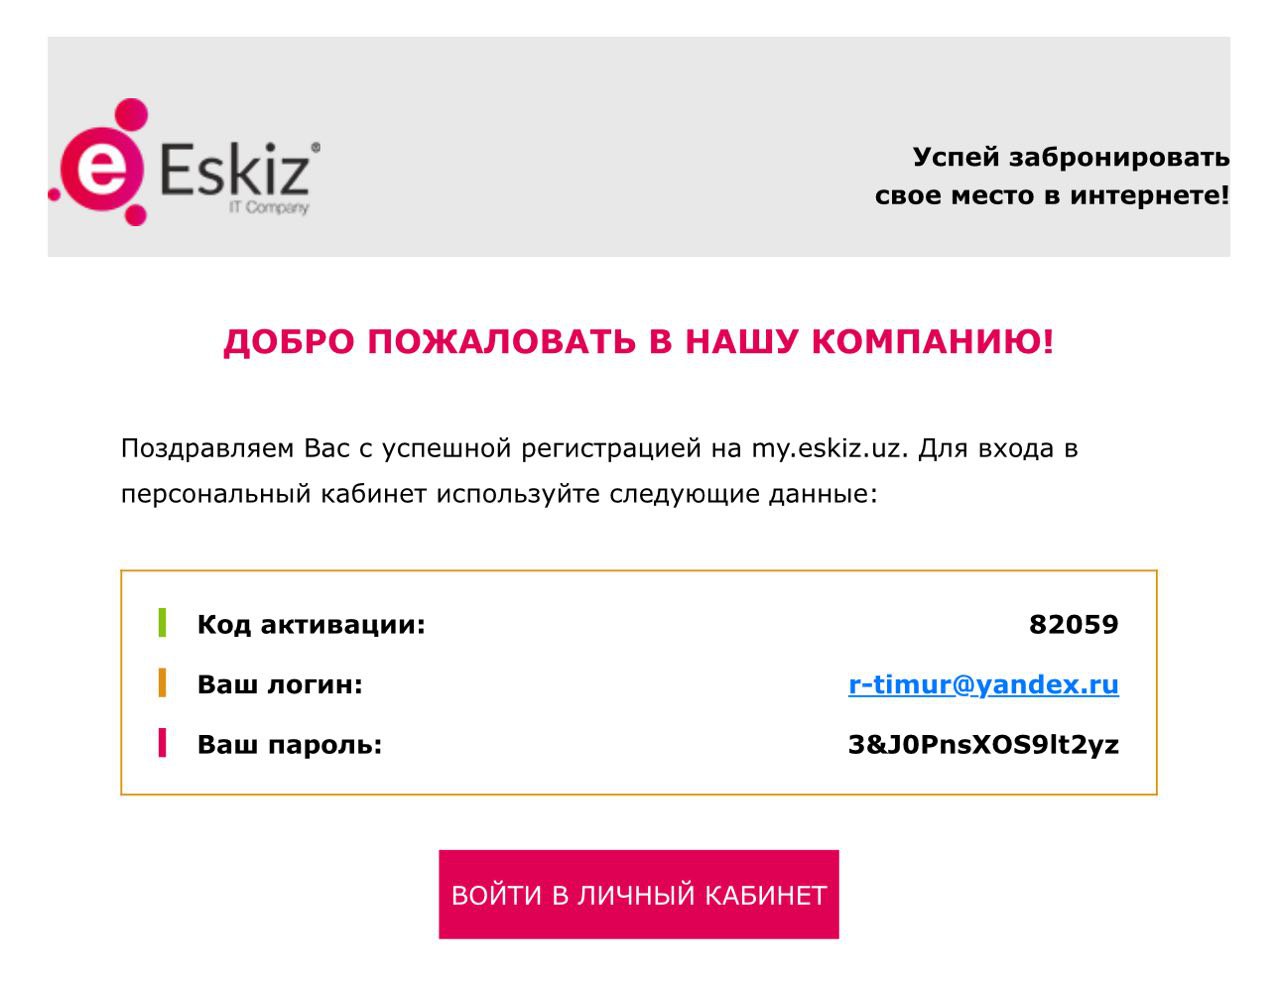 Eskiz®
IT Company
Успей забронировать
свое место в интернете!
ДОБРО ПОЖАЛОВАТЬ В НАШУ КОМПАНИЮ!
Поздравляем Вас с успешной регистрацией на my.eskiz.uz. Для входа в
персональный кабинет используйте следующие данные:
Код активации: 82059
Ваш логин: r-timur@yandex.ru
Ваш пароль: 3&J0PnsXOS9lt2yz
ВОЙТИ В ЛИЧНЫЙ КАБИНЕТ